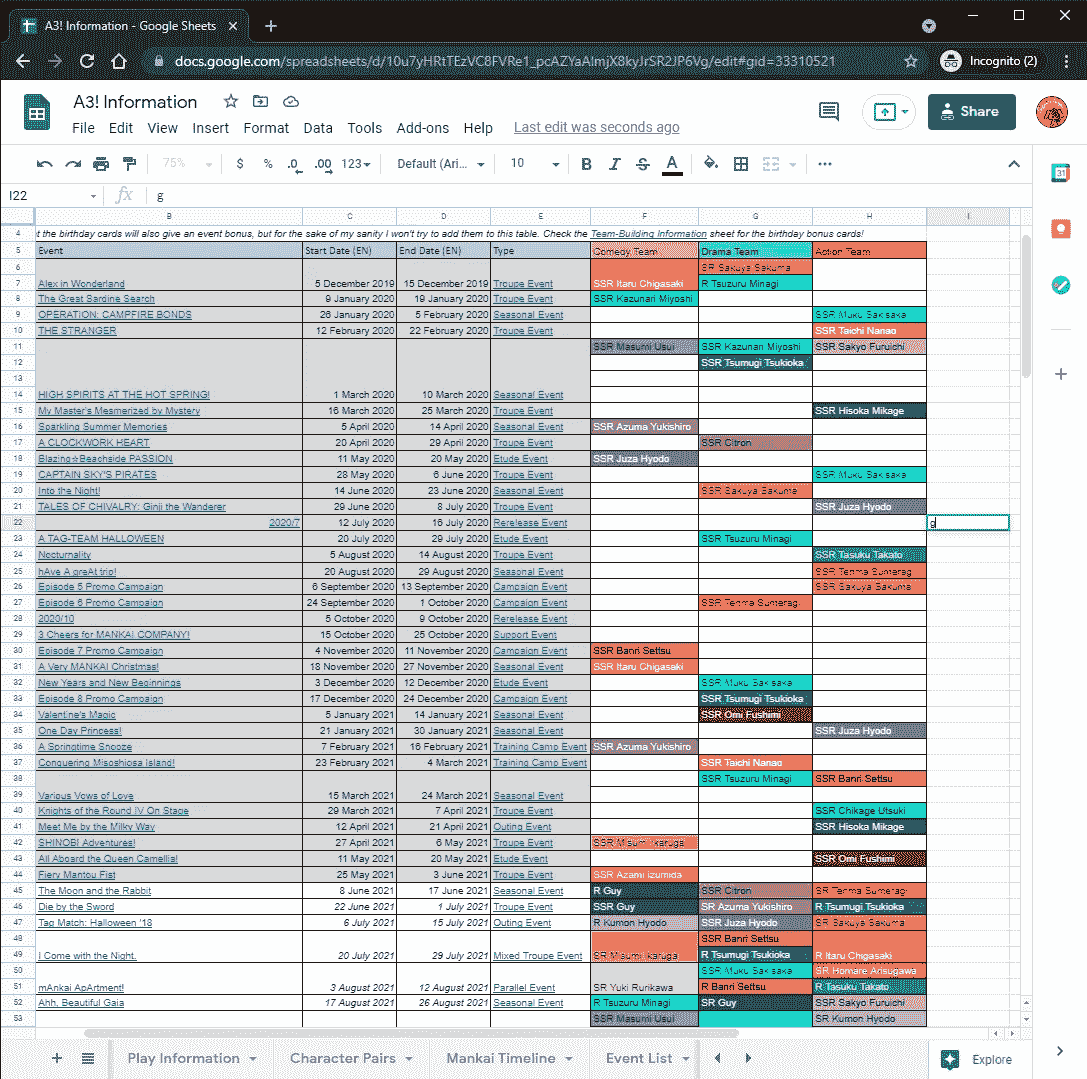 A3! Information - Google Sheets
docs.google.com/spreadsheets/d/10u7yHRtTEzVC8FVRe1_pcAZYaAlmjX8kyJrSR2JP6Vg/edit#gid=33310521
Incognito (2)
A3! Information
File Edit View Insert Format Data Tools Add-ons Help Last edit was seconds ago
Share
75% $ % .0 .00 123 Default (Ari... 10 B I S A
31
I22 fx g
B C D E F G H I
4 t the birthday cards will also give an event bonus, but for the sake of my sanity I won't try to add them to this table. Check the Team-Building Information sheet for the birthday bonus cards!
5 Event Start Date (EN) End Date (EN) Type Comedy Team Drama Team Action Team
6 SR Sakuya Sakuma
7 Alex in Wonderland 5 December 2019 15 December 2019 Troupe Event SSR Itaru Chigasaki R Tsuzuru Minagi
8 The Great Sardine Search 9 January 2020 19 January 2020 Troupe Event SSR Kazunari Miyoshi
9 OPERATION: CAMPFIRE BONDS 26 January 2020 5 February 2020 Seasonal Event SSR Muku Sakisaka
10 THE STRANGER 12 February 2020 22 February 2020 Troupe Event SSR Taichi Nanao
11 SSR Masumi Usui SSR Kazunari Miyoshi SSR Sakyo Furuichi
12 SSR Tsumugi Tsukioka
13
14 HIGH SPIRITS AT THE HOT SPRING! 1 March 2020 10 March 2020 Seasonal Event
15 My Master's Mesmerized by Mystery 16 March 2020 25 March 2020 Troupe Event SSR Hisoka Mikage
16 Sparkling Summer Memories 5 April 2020 14 April 2020 Seasonal Event SSR Azuma Yukishiro
17 A CLOCKWORK HEART 20 April 2020 29 April 2020 Troupe Event SSR Citron
18 Blazing☆Beachside PASSION 11 May 2020 20 May 2020 Etude Event SSR Juza Hyodo
19 CAPTAIN SKY'S PIRATES 28 May 2020 6 June 2020 Troupe Event SSR Muku Sakisaka
20 Into the Night! 14 June 2020 23 June 2020 Seasonal Event SSR Sakuya Sakuma
21 TALES OF CHIVALRY: Ginji the Wanderer 29 June 2020 8 July 2020 Troupe Event SSR Juza Hyodo
22 2020/7 12 July 2020 16 July 2020 Rerelease Event g
23 A TAG-TEAM HALLOWEEN 20 July 2020 29 July 2020 Etude Event SSR Tsuzuru Minagi
24 Nocturnality 5 August 2020 14 August 2020 Troupe Event SSR Tasuku Takato
25 hAve A greAt trip! 20 August 2020 29 August 2020 Seasonal Event SSR Tenma Sumerag
26 Episode 5 Promo Campaign 6 September 2020 13 September 2020 Campaign Event SSR Sakuya Sakuma
27 Episode 6 Promo Campaign 24 September 2020 1 October 2020 Campaign Event SSR Tenma Sumerag
28 2020/10 5 October 2020 9 October 2020 Rerelease Event
29 3 Cheers for MANKAI COMPANY! 15 October 2020 25 October 2020 Support Event
30 Episode 7 Promo Campaign 4 November 2020 11 November 2020 Campaign Event SSR Banri Settsu
31 A Very MANKAI Christmas! 18 November 2020 27 November 2020 Seasonal Event SSR Itaru Chigasaki
32 New Years and New Beginnings 3 December 2020 12 December 2020 Etude Event SSR Muku Sakisaka
33 Episode 8 Promo Campaign 17 December 2020 24 December 2020 Campaign Event SSR Tsumugi Tsukioka
34 Valentine's Magic 5 January 2021 14 January 2021 Seasonal Event SSR Omi Fushimi
35 One Day Princess! 21 January 2021 30 January 2021 Seasonal Event SSR Juza Hyodo
36 A Springtime Snooze 7 February 2021 16 February 2021 Training Camp Event SSR Azuma Yukishiro
37 Conquering Misoshiosa Island! 23 February 2021 4 March 2021 Training Camp Event SSR Taichi Nanao
38 SSR Tsuzuru Minagi SSR Banri Settsu
39 Various Vows of Love 15 March 2021 24 March 2021 Seasonal Event
40 Knights of the Round IV On Stage 29 March 2021 7 April 2021 Troupe Event SSR Chikage Utsuki
41 Meet Me by the Milky Way 12 April 2021 21 April 2021 Outing Event SSR Hisoka Mikage
42 SHINOBI Adventures! 27 April 2021 6 May 2021 Troupe Event SSR Misumi Ikaruga
43 All Aboard the Queen Camellia! 11 May 2021 20 May 2021 Etude Event SSR Omi Fushimi
44 Fiery Mantou Fist 25 May 2021 3 June 2021 Troupe Event SSR Azami Izumida
45 The Moon and the Rabbit 8 June 2021 17 June 2021 Seasonal Event R Guy SSR Citron SR Tenma Sumeragi
46 Die by the Sword 22 June 2021 1 July 2021 Troupe Event SSR Guy SR Azuma Yukishiro R Tsumugi Tsukioka
47 Tag Match: Halloween '18 6 July 2021 15 July 2021 Outing Event R Kumon Hyodo SSR Juza Hyodo SR Sakuya Sakuma
48 SSR Banri Settsu
49 I Come with the Night. 20 July 2021 29 July 2021 Mixed Troupe Event SR Misumi Ikaruga R Tsumugi Tsukioka R Itaru Chigasaki
50 SSR Muku Sakisaka SR Homare Arisugawa
51 mAnkai ApArtment! 3 August 2021 12 August 2021 Parallel Event SR Yuki Rurikawa R Banri Settsu R Tasuku Takato
52 Ahh, Beautiful Gaia 17 August 2021 26 August 2021 Seasonal Event R Tsuzuru Minagi SR Guy SSR Sakyo Furuichi
53 SSR Masumi Usui SR Kumon Hyodo
Play Information Character Pairs Mankai Timeline Event List Explore